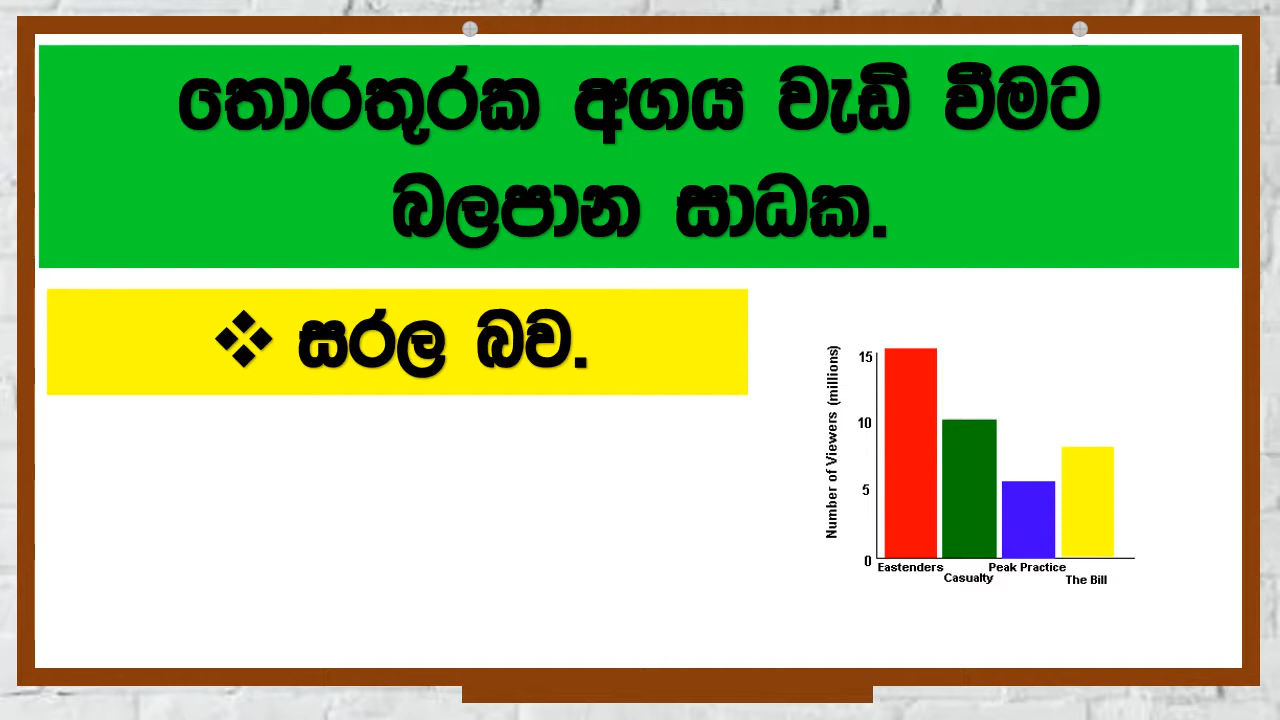 තොරතුරක අගය වැඩි වීමට
බලපාන සාධක.
❖ සරල බව.
Number of Viewers (millions)
15
10
5
0
Eastenders
Casualty
Peak Practice
The Bill